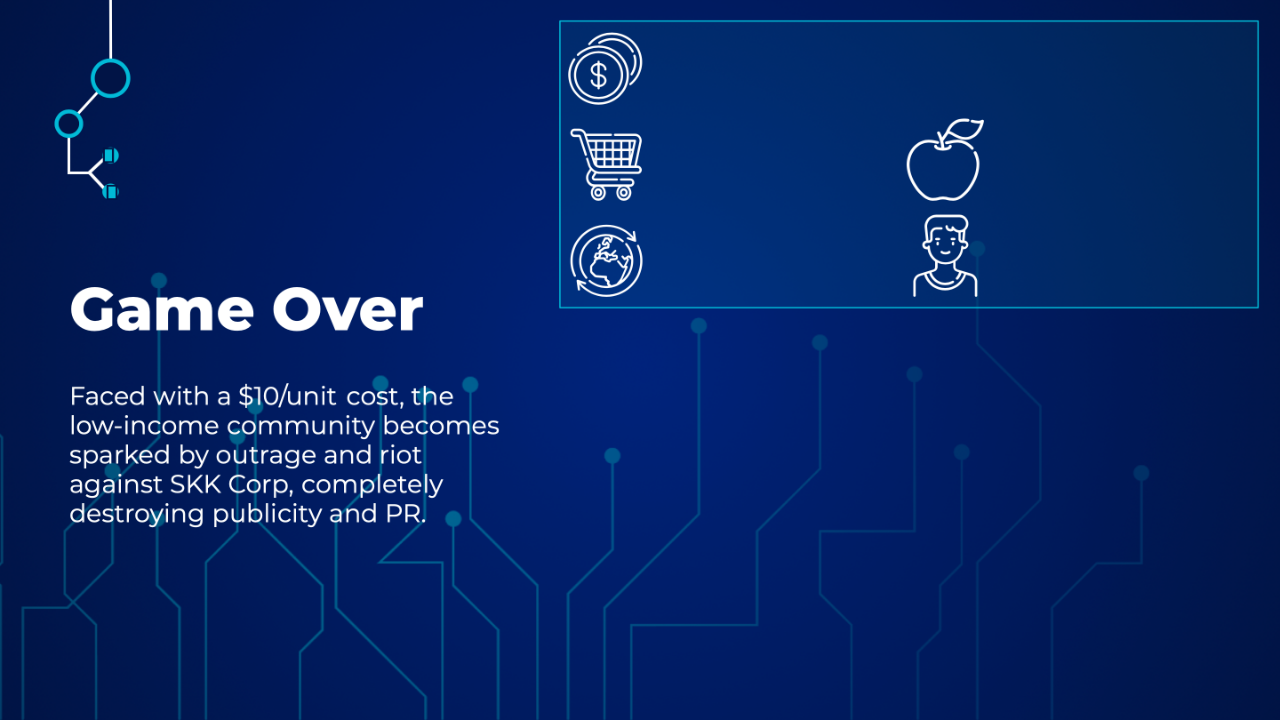 $
Game Over
Faced with a $10/unit cost, the
low-income community becomes
sparked by outrage and riot
against SKK Corp, completely
destroying publicity and PR.